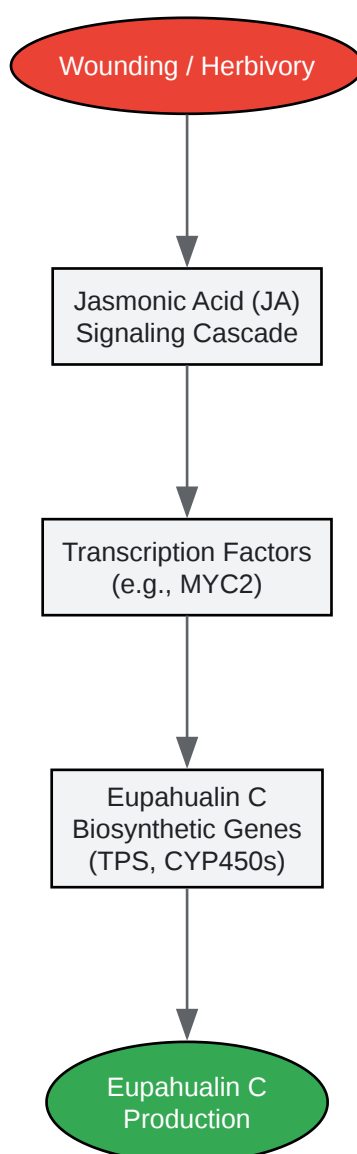 Wounding / Herbivory
Jasmonic Acid (JA)
Signaling Cascade
Transcription Factors
(e.g., MYC2)
Eupahualin C
Biosynthetic Genes
(TPS, CYP450s)
Eupahualin C
Production